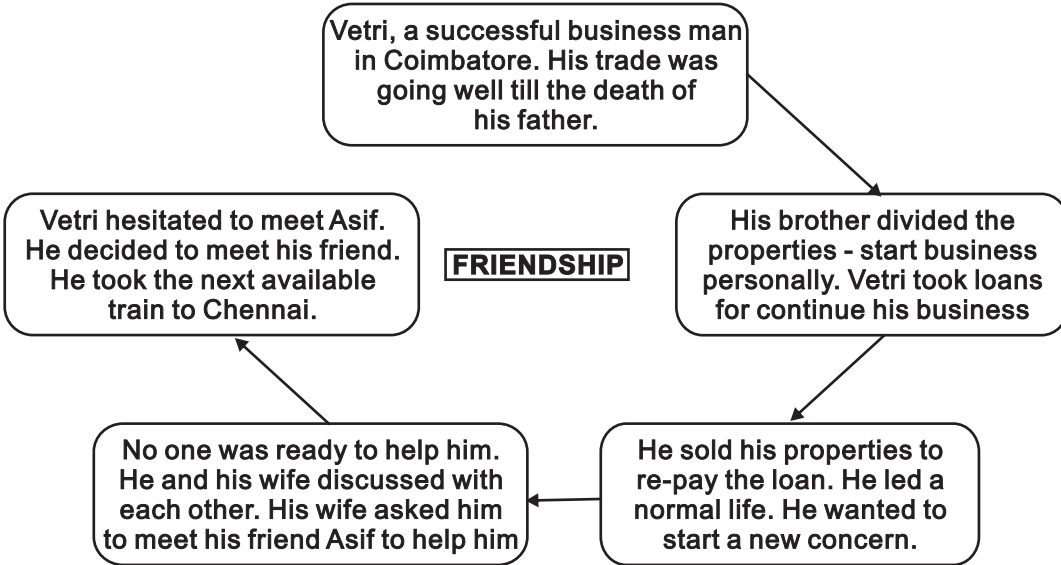 Vetri, a successful business man
in Coimbatore. His trade was
going well till the death of
his father.
His brother divided the
properties - start business
personally. Vetri took loans
for continue his business
He sold his properties to
re-pay the loan. He led a
normal life. He wanted to
start a new concern.
No one was ready to help him.
He and his wife discussed with
each other. His wife asked him
to meet his friend Asif to help him
Vetri hesitated to meet Asif.
He decided to meet his friend.
He took the next available
train to Chennai.
FRIENDSHIP